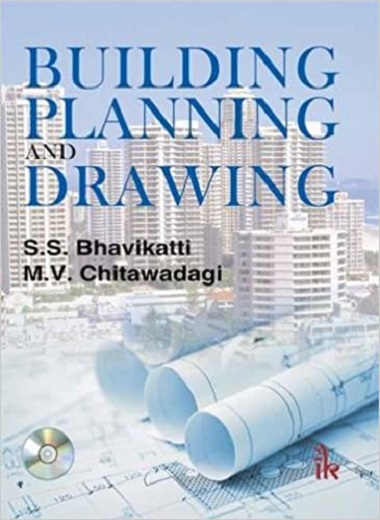 BUILDING
PLANNING
AND
DRAWING
S.S. Bhavikatti
M.V. Chitawadagi
ik